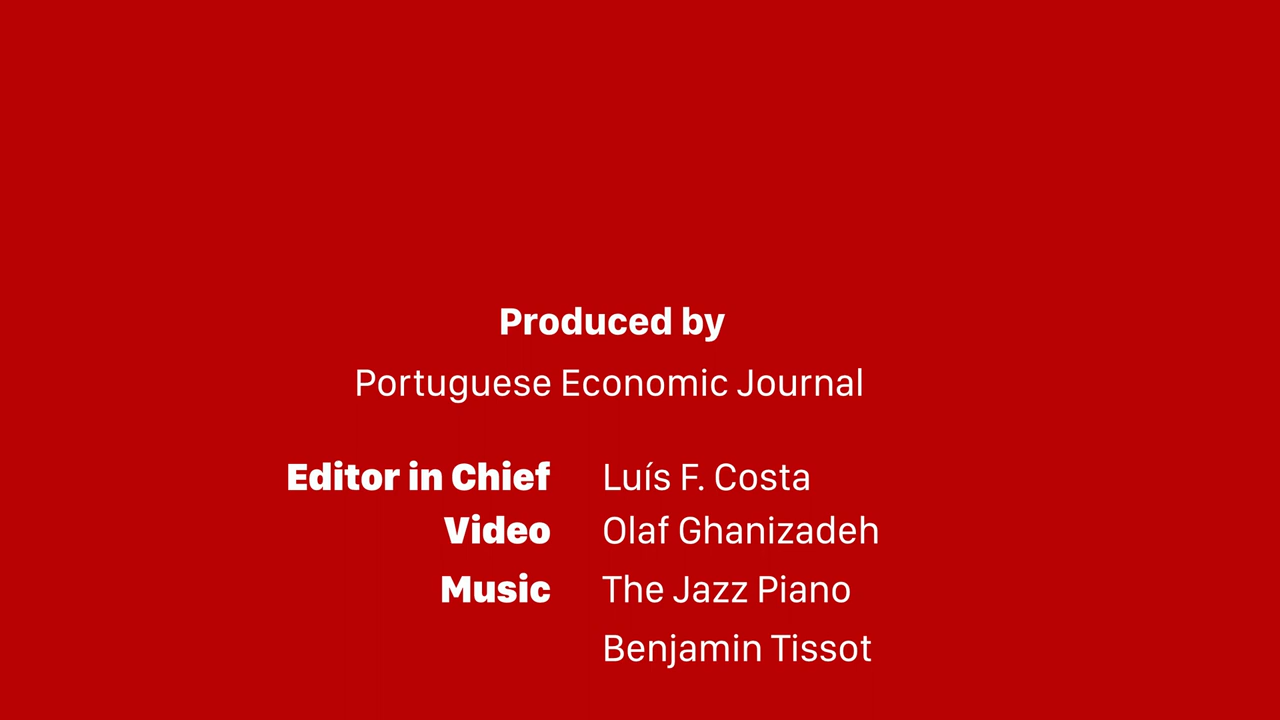 Produced by
Portuguese Economic Journal
Editor in Chief Luís F. Costa
Video Olaf Ghanizadeh
Music The Jazz Piano
Benjamin Tissot